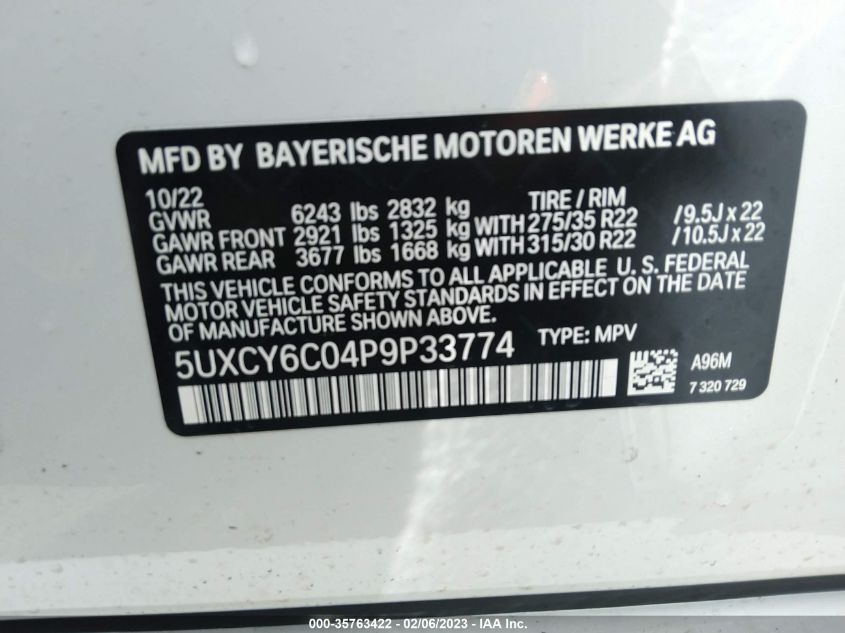 MFD BY BAYERISCHE MOTOREN WERKE AG
10/22 TIRE / RIM
GVWR 6243 lbs 2832 kg
GAWR FRONT 2921 lbs 1325 kg WITH 275/35 R22 /9.5J x 22
GAWR REAR 3677 lbs 1668 kg WITH 315/30 R22 /10.5J x 22
THIS VEHICLE CONFORMS TO ALL APPLICABLE U. S. FEDERAL
MOTOR VEHICLE SAFETY STANDARDS IN EFFECT ON THE DATE
OF MANUFACTURE SHOWN ABOVE.
5UXCY6C04P9P33774 TYPE: MPV
A96M
7 320 729
000-35763422 - 02/06/2023 - © IAA Inc.